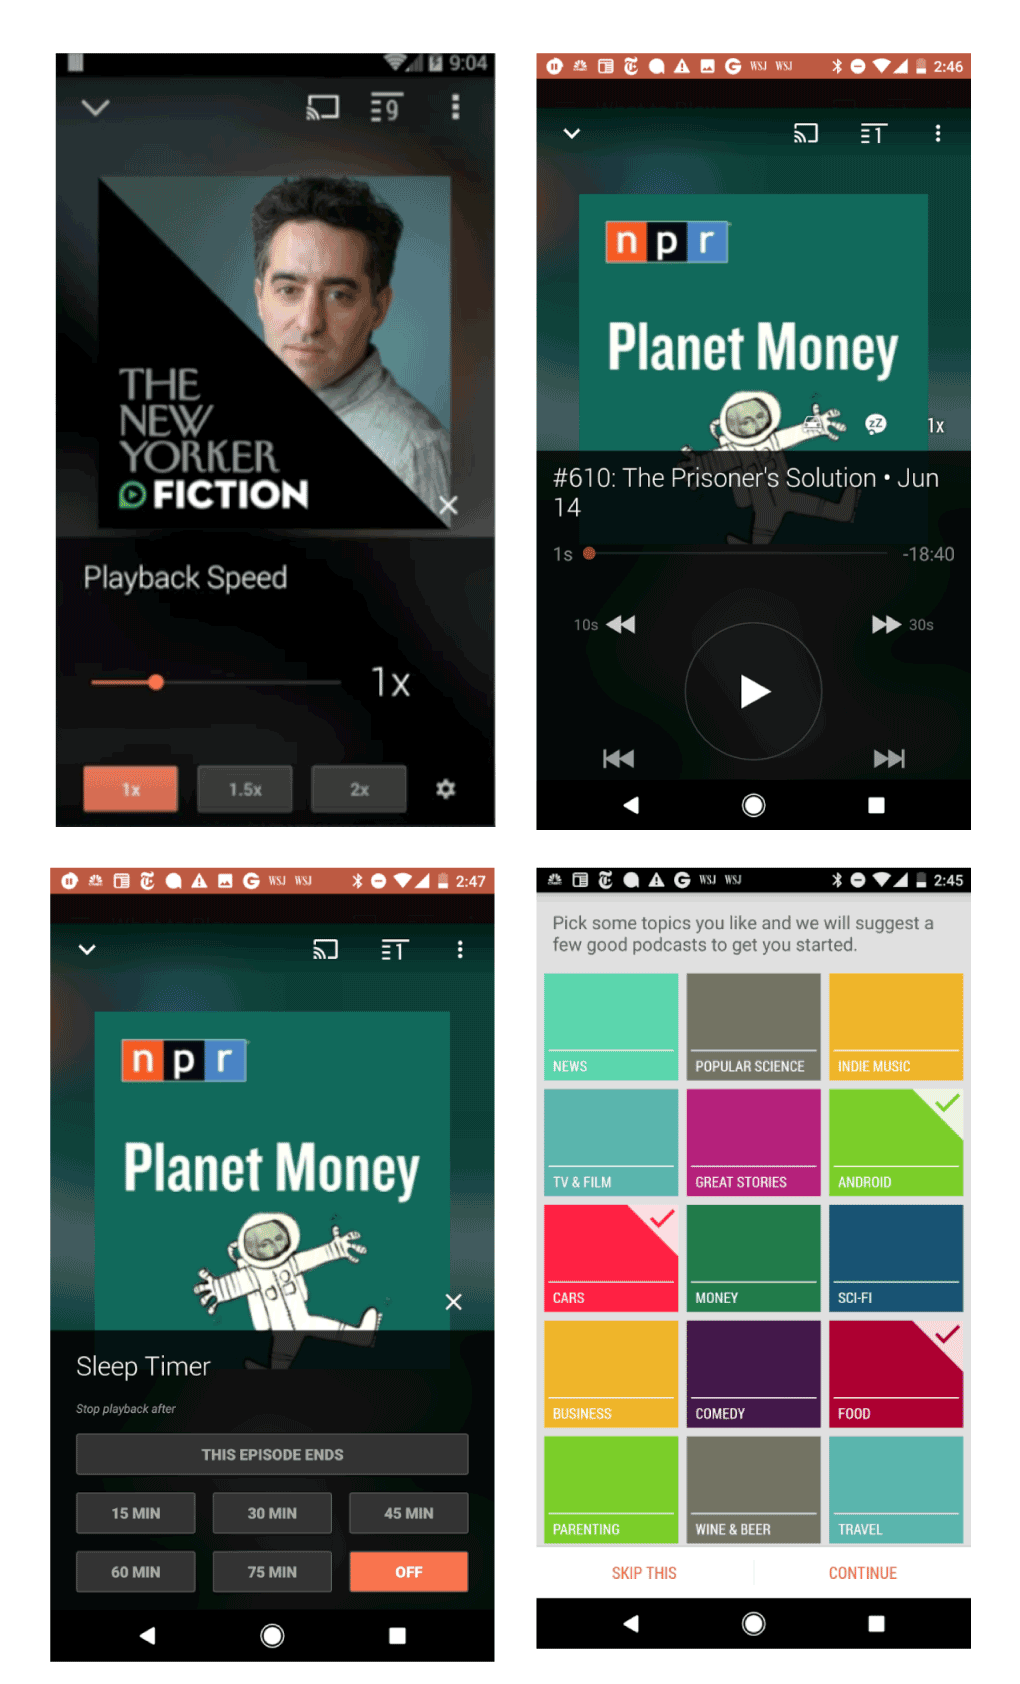 9:04
9
THE
NEW
YORKER
FICTION
Playback Speed
1x
1x
1.5x
2x
G WSJ WSJ
2:46
1
npr
Planet Money
zz
1x
#610: The Prisoner's Solution • Jun
14
1s
-18:40
10s
30s
G WSJ WSJ
2:47
1
npr
Planet Money
Sleep Timer
Stop playback after
THIS EPISODE ENDS
15 MIN
30 MIN
45 MIN
60 MIN
75 MIN
OFF
G WSJ WSJ
2:45
Pick some topics you like and we will suggest a
few good podcasts to get you started.
NEWS
POPULAR SCIENCE
INDIE MUSIC
TV & FILM
GREAT STORIES
ANDROID
CARS
MONEY
SCI-FI
BUSINESS
COMEDY
FOOD
PARENTING
WINE & BEER
TRAVEL
SKIP THIS
CONTINUE